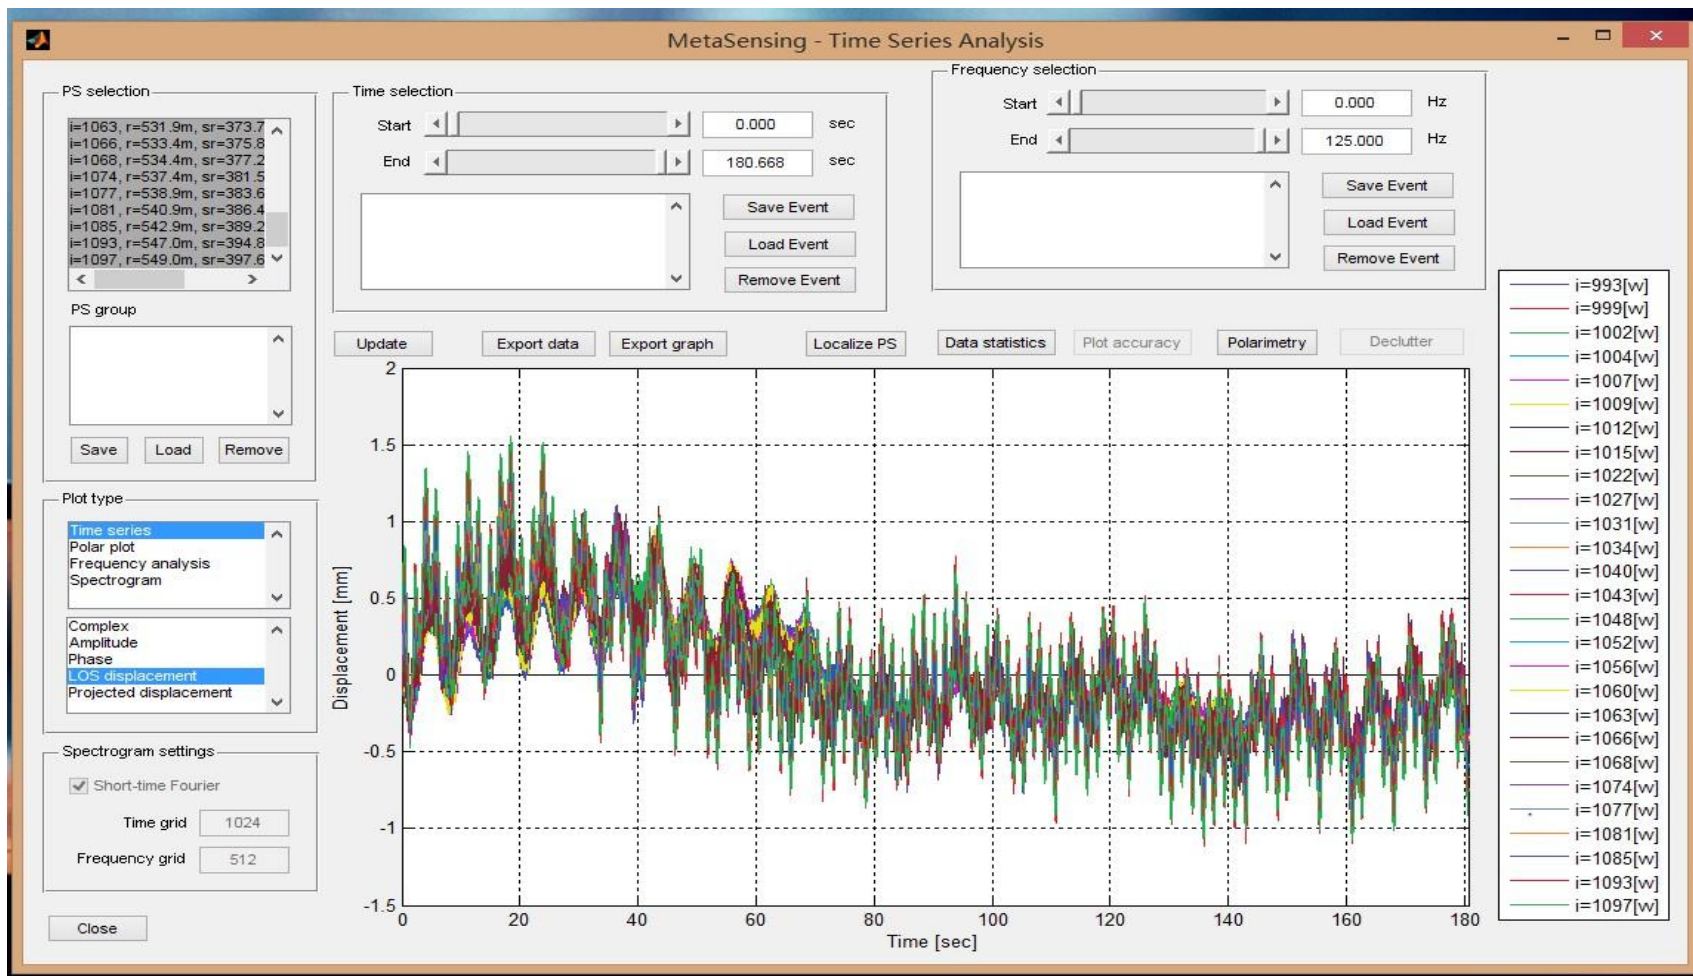 MetaSensing - Time Series Analysis
PS selection
i=1063, r=531.9m, sr=373.7
i=1066, r=533.4m, sr=375.8
i=1068, r=534.4m, sr=377.2
i=1074, r=537.4m, sr=381.5
i=1077, r=538.9m, sr=383.6
i=1081, r=540.9m, sr=386.4
i=1085, r=542.9m, sr=389.2
i=1093, r=547.0m, sr=394.8
i=1097, r=549.0m, sr=397.6
PS group
Save Load Remove
Plot type
Time series
Polar plot
Frequency analysis
Spectrogram
Complex
Amplitude
Phase
LOS displacement
Projected displacement
Spectrogram settings
Short-time Fourier
Time grid 1024
Frequency grid 512
Close
Time selection
Start 0.000 sec
End 180.668 sec
Save Event
Load Event
Remove Event
Frequency selection
Start 0.000 Hz
End 125.000 Hz
Save Event
Load Event
Remove Event
Update Export data Export graph Localize PS Data statistics Plot accuracy Polarimetry Declutter
2
1.5
1
0.5
0
-0.5
-1
-1.5
Displacement [mm]
0 20 40 60 80 100 120 140 160 180
Time [sec]
i=993[w]
i=999[w]
i=1002[w]
i=1004[w]
i=1007[w]
i=1009[w]
i=1012[w]
i=1015[w]
i=1022[w]
i=1027[w]
i=1031[w]
i=1034[w]
i=1040[w]
i=1043[w]
i=1048[w]
i=1052[w]
i=1056[w]
i=1060[w]
i=1063[w]
i=1066[w]
i=1068[w]
i=1074[w]
i=1077[w]
i=1081[w]
i=1085[w]
i=1093[w]
i=1097[w]